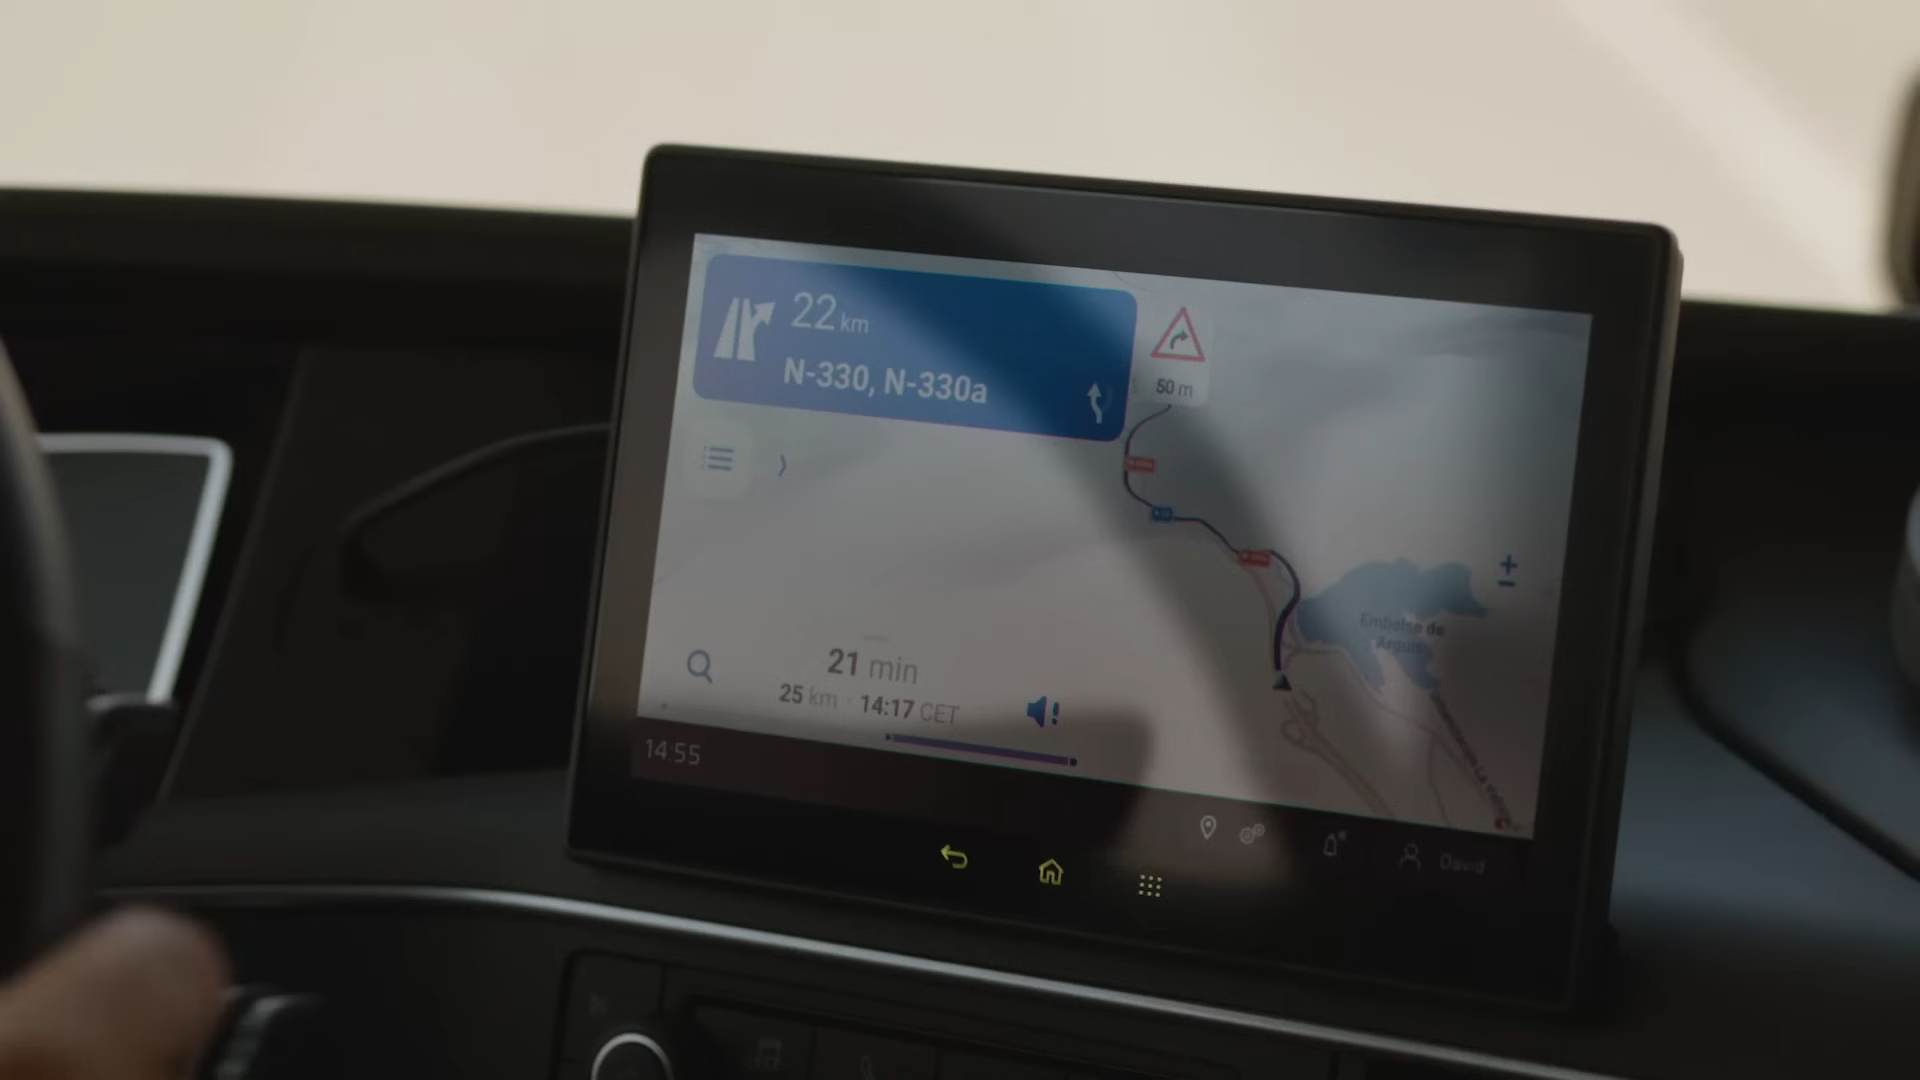 22 km
N-330, N-330a
50 m
Embalse de
21 min
25 km · 14:17 CET
14:55
David